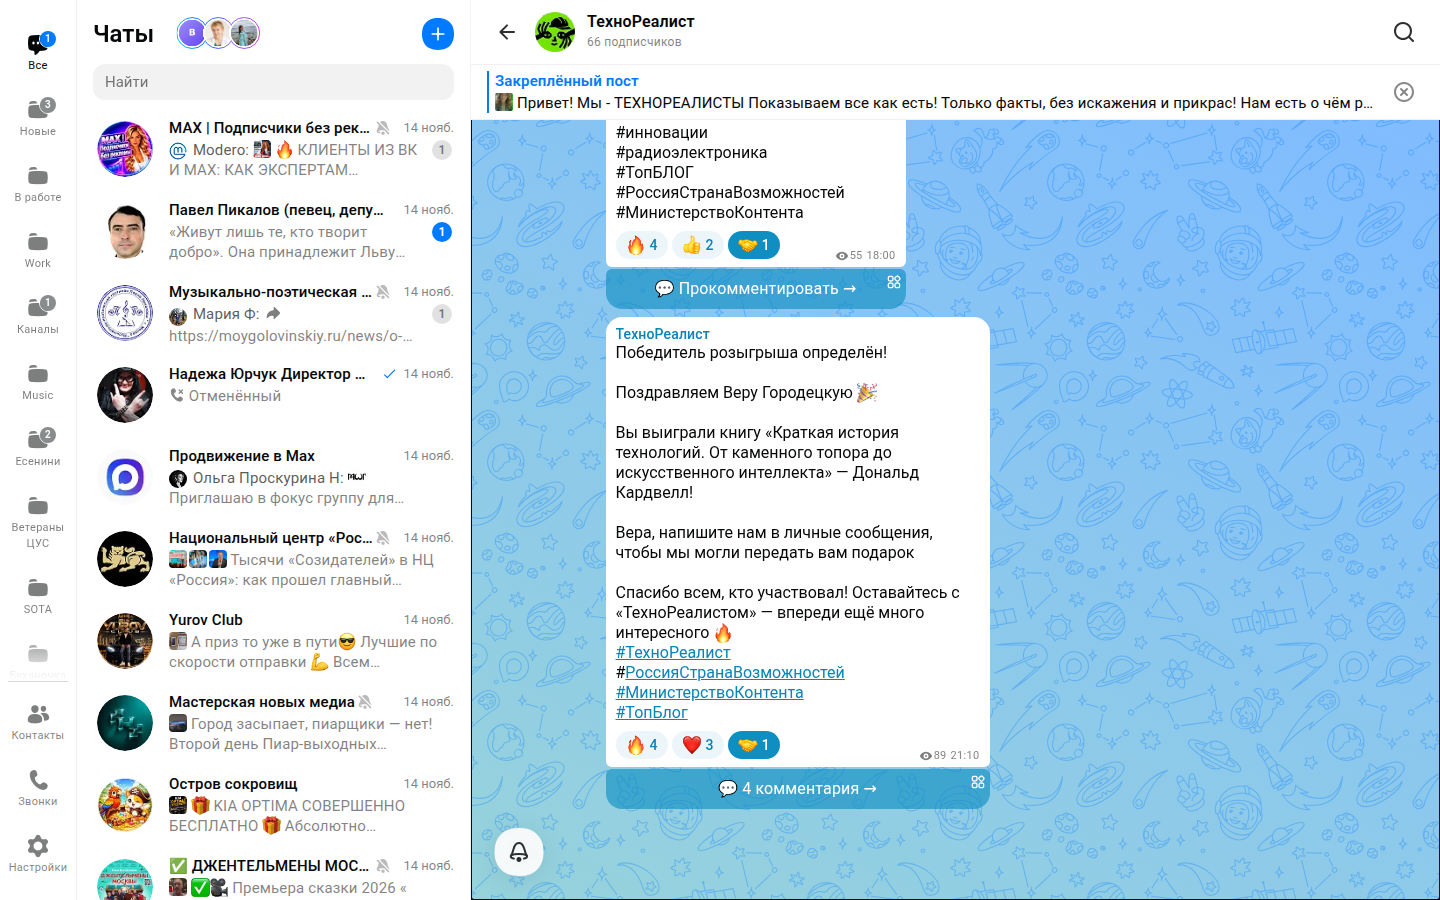 1
Все
3
Новые
В работе
Work
1
Каналы
Music
2
Есенини
Ветераны
ЦУС
SOTA
Контакты
Звонки
Настройки
Чаты
В
Найти
MAX | Подписчики без рек...
14 нояб.
Modero: 🔥 КЛИЕНТЫ ИЗ ВК
И MAX: КАК ЭКСПЕРТАМ...
1
Павел Пикалов (певец, депу...
14 нояб.
«Живут лишь те, кто творит
добро». Она принадлежит Льву...
1
Музыкально-поэтическая ...
14 нояб.
Мария Ф:
https://moygolovinskiy.ru/news/o-...
1
Надежа Юрчук Директор ...
14 нояб.
Отменённый
Продвижение в Max
14 нояб.
Ольга Проскурина Н:
Приглашаю в фокус группу для...
Национальный центр «Рос...
14 нояб.
Тысячи «Созидателей» в НЦ
«Россия»: как прошел главный...
Yurov Club
14 нояб.
А приз то уже в пути😎 Лучшие по
скорости отправки 💪 Всем...
Мастерская новых медиа
14 нояб.
Город засыпает, пиарщики — нет!
Второй день Пиар-выходных...
Остров сокровищ
14 нояб.
🎁 KIA OPTIMA СОВЕРШЕННО
БЕСПЛАТНО 🎁 Абсолютно...
✅ ДЖЕНТЕЛЬМЕНЫ МОС...
14 нояб.
✅🎥 Премьера сказки 2026 «
ТехноРеалист
66 подписчиков
Закреплённый пост
Привет! Мы - ТЕХНОРЕАЛИСТЫ Показываем все как есть! Только факты, без искажения и прикрас! Нам есть о чём р...
#инновации
#радиоэлектроника
#ТопБЛОГ
#РоссияСтранаВозможностей
#МинистерствоКонтента
🔥 4 👍 2 🤝 1
55 18:00
💬 Прокомментировать →
ТехноРеалист
Победитель розыгрыша определён!
Поздравляем Веру Городецкую 🎉
Вы выиграли книгу «Краткая история
технологий. От каменного топора до
искусственного интеллекта» — Дональд
Кардвелл!
Вера, напишите нам в личные сообщения,
чтобы мы могли передать вам подарок
Спасибо всем, кто участвовал! Оставайтесь с
«ТехноРеалистом» — впереди ещё много
интересного 🔥
#ТехноРеалист
#РоссияСтранаВозможностей
#МинистерствоКонтента
#ТопБлог
🔥 4 ❤️ 3 🤝 1
89 21:10
💬 4 комментария →